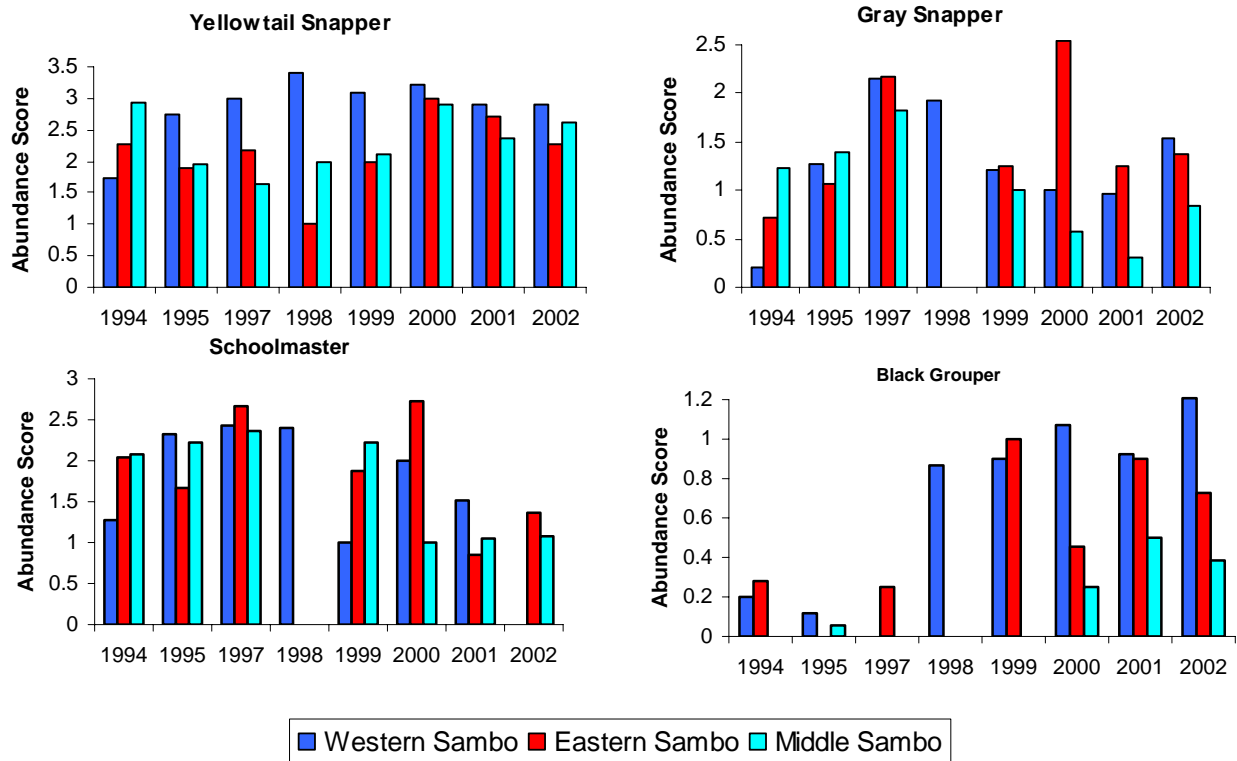 Yellowtail Snapper
Abundance Score
3.5
3
2.5
2
1.5
1
0.5
0
1994 1995 1997 1998 1999 2000 2001 2002
Gray Snapper
Abundance Score
2.5
2
1.5
1
0.5
0
1994 1995 1997 1998 1999 2000 2001 2002
Schoolmaster
Abundance Score
3
2.5
2
1.5
1
0.5
0
1994 1995 1997 1998 1999 2000 2001 2002
Black Grouper
Abundance Score
1.2
1
0.8
0.6
0.4
0.2
0
1994 1995 1997 1998 1999 2000 2001 2002
Western Sambo Eastern Sambo Middle Sambo